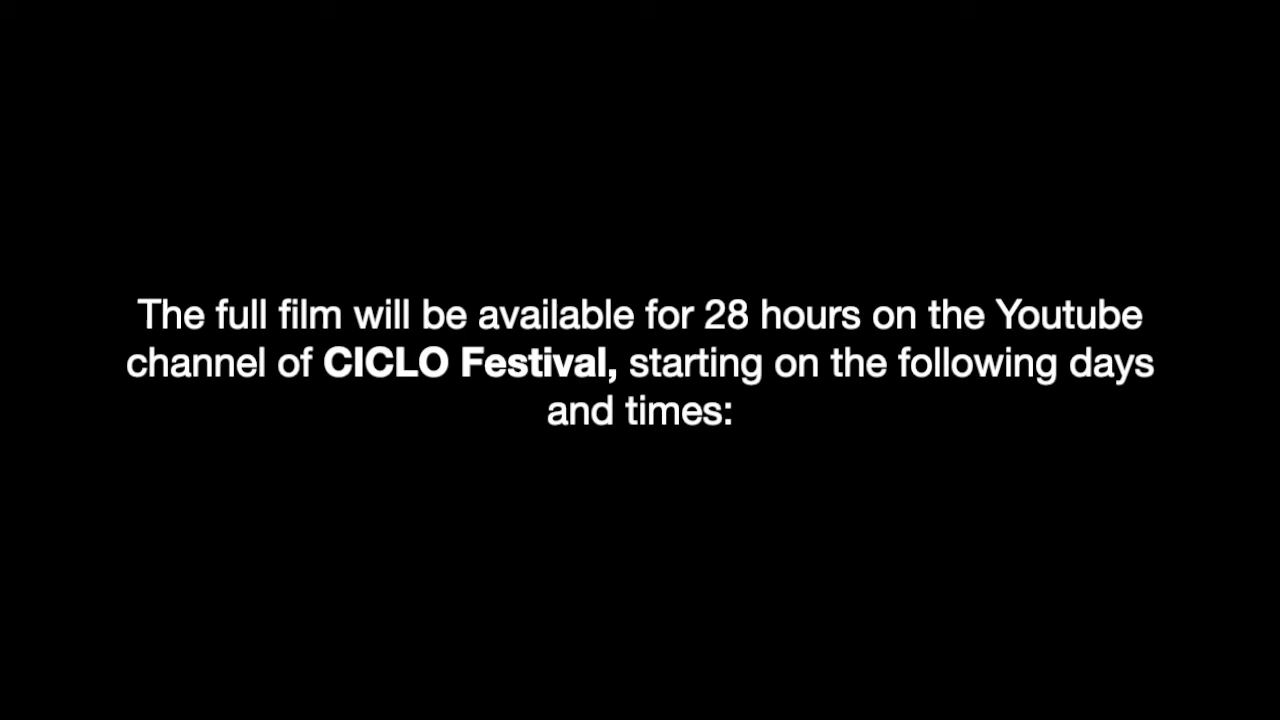 The full film will be available for 28 hours on the Youtube
channel of CICLO Festival, starting on the following days
and times: